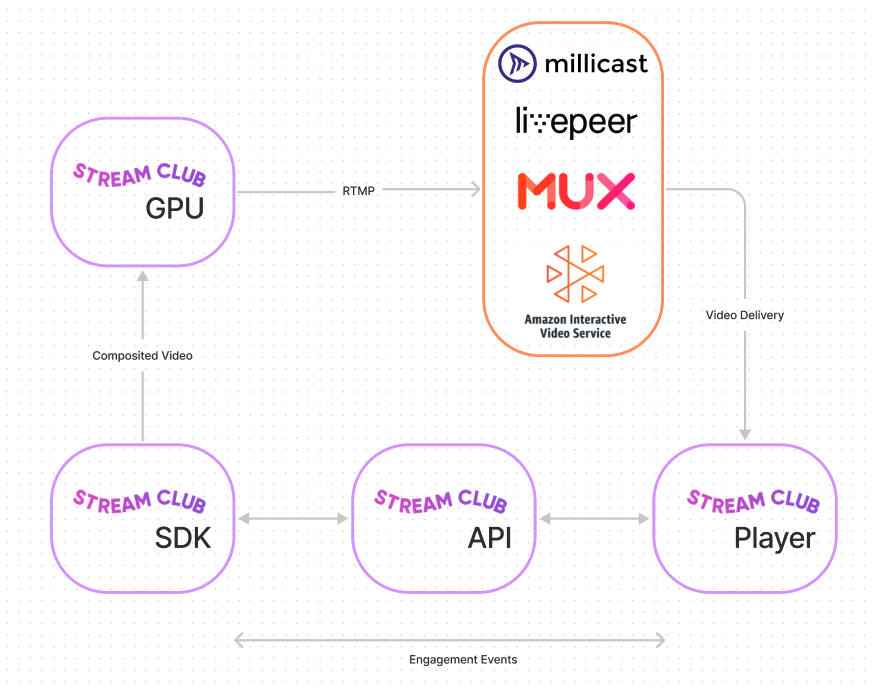 millicast
livepeer
MUX
Amazon Interactive
Video Service
STREAM CLUB
GPU
RTMP
Video Delivery
Composited Video
STREAM CLUB
SDK
STREAM CLUB
API
STREAM CLUB
Player
Engagement Events